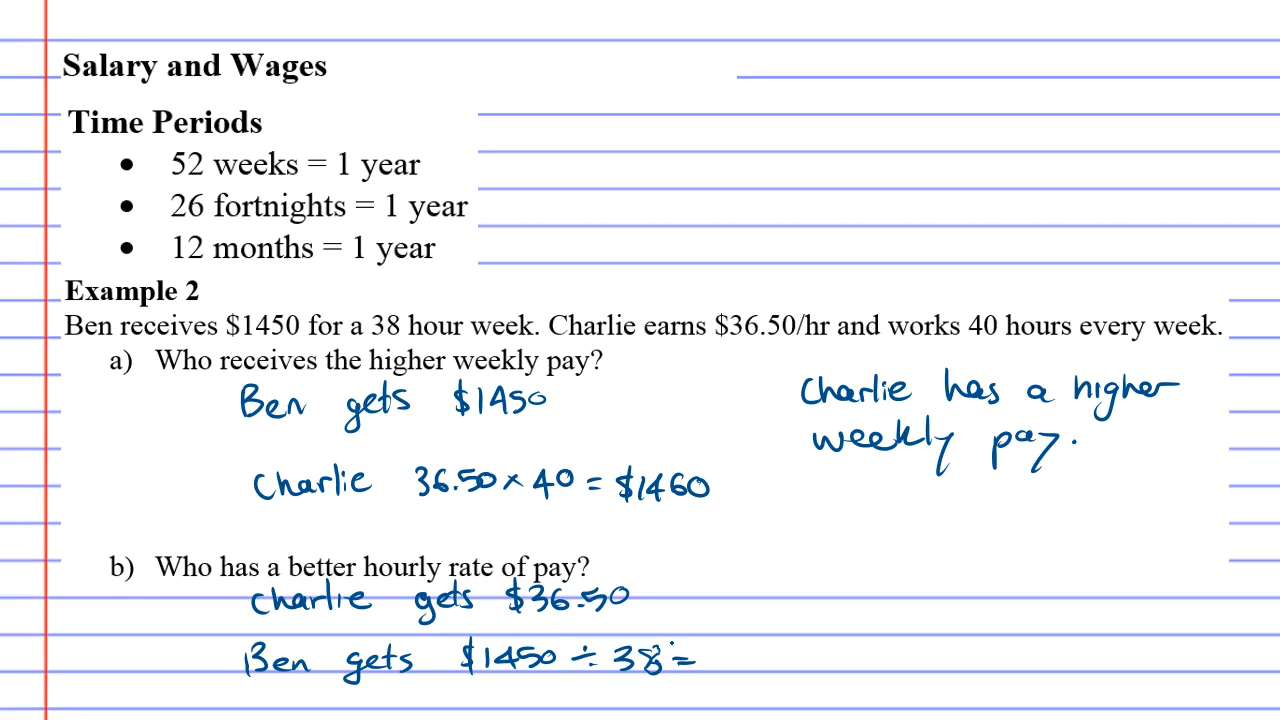 Salary and Wages
Time Periods
• 52 weeks = 1 year
• 26 fortnights = 1 year
• 12 months = 1 year
Example 2
Ben receives $1450 for a 38 hour week. Charlie earns $36.50/hr and works 40 hours every week.
a) Who receives the higher weekly pay?
Ben gets $1450
Charlie 36.50 × 40 = $1460
Charlie has a higher
weekly pay.
b) Who has a better hourly rate of pay?
Charlie gets $36.50
Ben gets $1450 ÷ 38 =